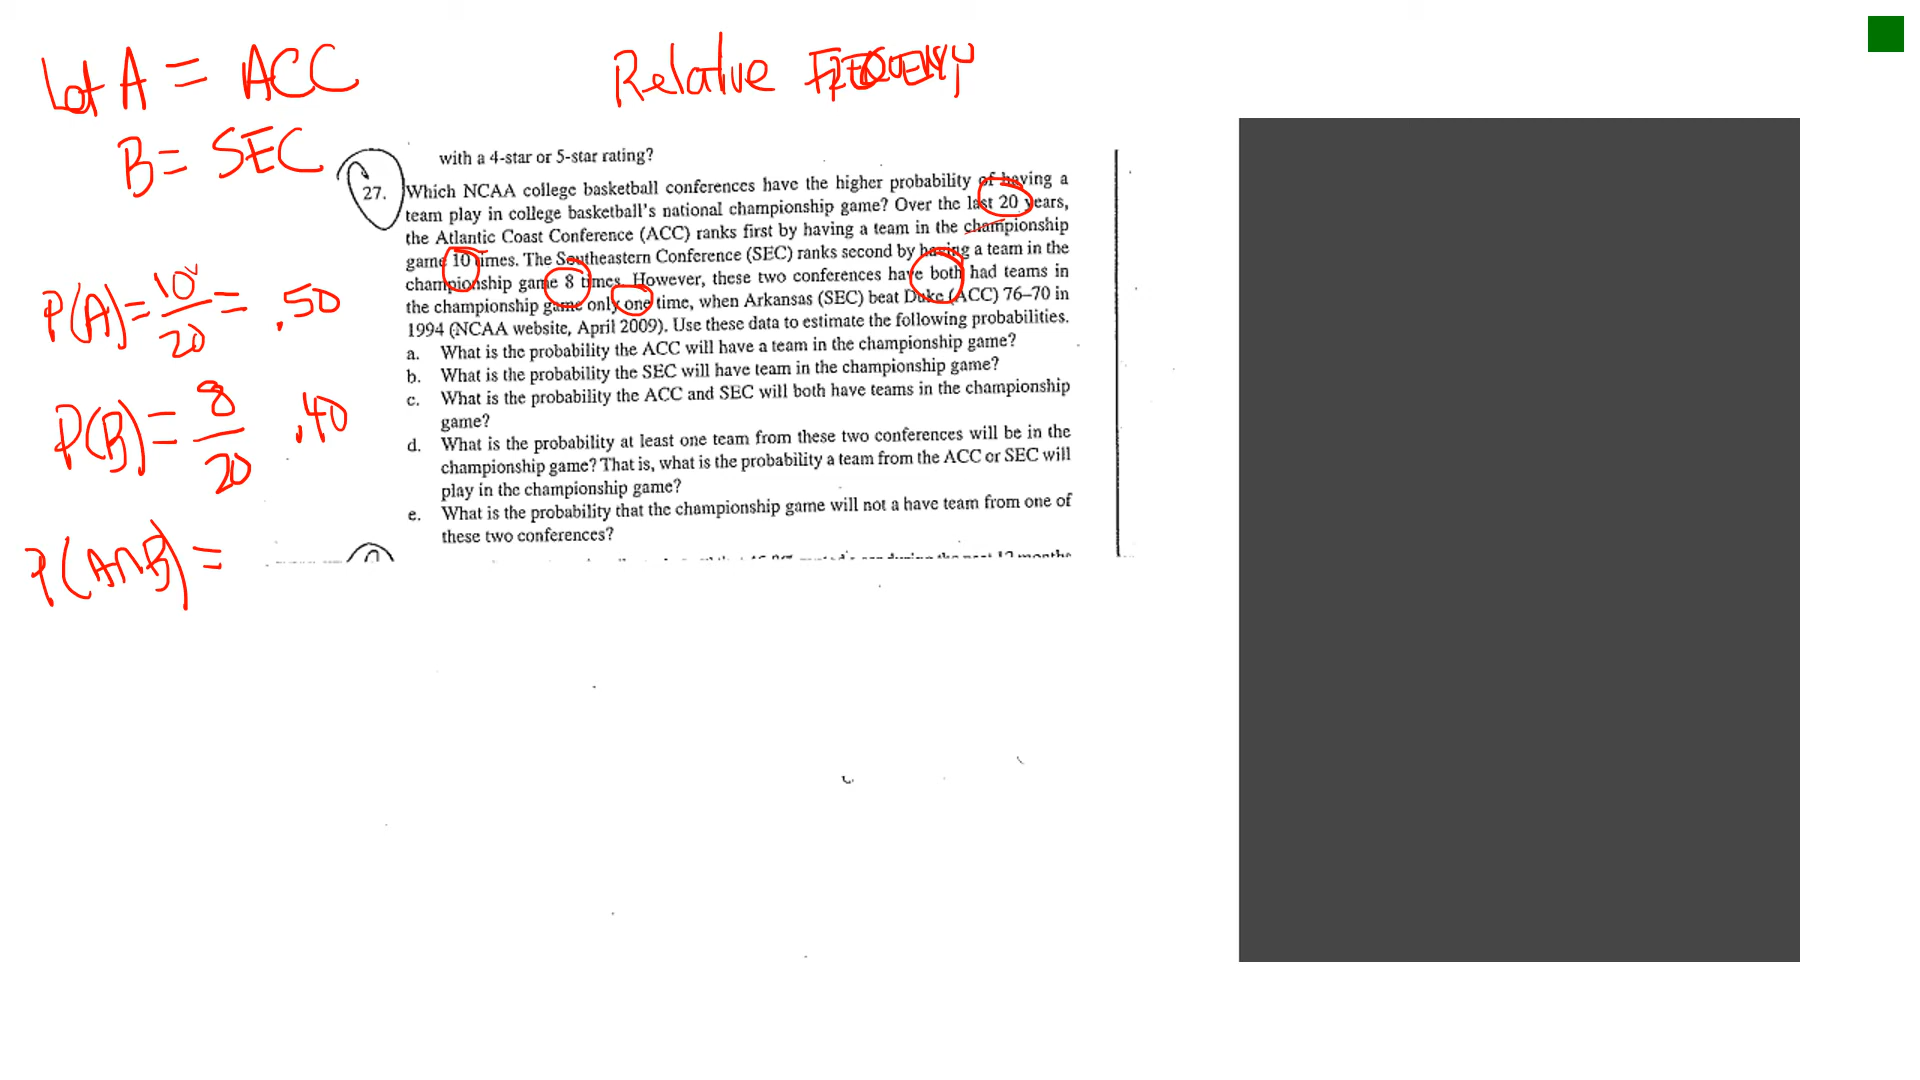 Let A = ACC
Relative FREQUENCY
B = SEC
with a 4-star or 5-star rating?
27. Which NCAA college basketball conferences have the higher probability of having a
team play in college basketball's national championship game? Over the last 20 years,
the Atlantic Coast Conference (ACC) ranks first by having a team in the championship
game 10 times. The Southeastern Conference (SEC) ranks second by having a team in the
championship game 8 times. However, these two conferences have both had teams in
the championship game only one time, when Arkansas (SEC) beat Duke (ACC) 76–70 in
1994 (NCAA website, April 2009). Use these data to estimate the following probabilities.
a. What is the probability the ACC will have a team in the championship game?
b. What is the probability the SEC will have team in the championship game?
c. What is the probability the ACC and SEC will both have teams in the championship
game?
d. What is the probability at least one team from these two conferences will be in the
championship game? That is, what is the probability a team from the ACC or SEC will
play in the championship game?
e. What is the probability that the championship game will not a have team from one of
these two conferences?
P(A) = 10/20 = .50
P(B) = 8/20 .40
P(A∩B) =